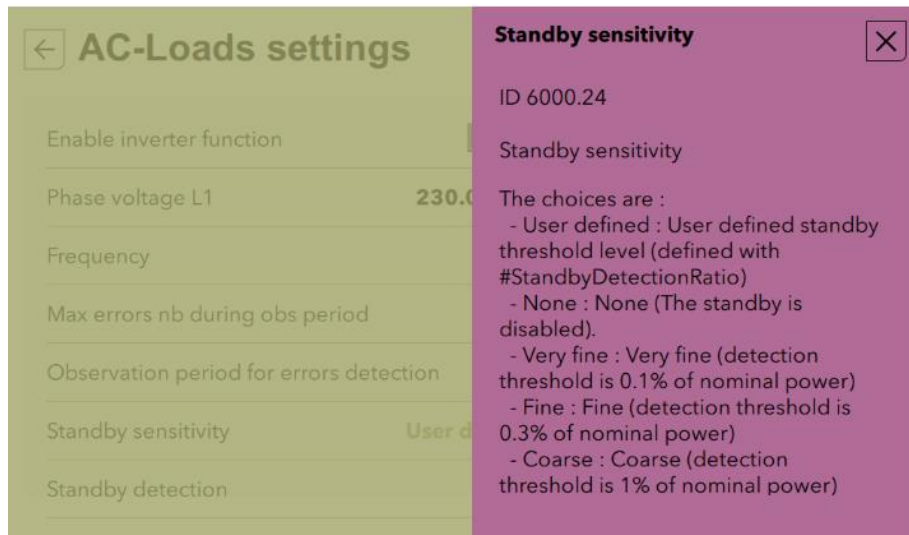 AC-Loads settings
Enable inverter function
Phase voltage L1 230.0
Frequency
Max errors nb during obs period
Observation period for errors detection
Standby sensitivity User d
Standby detection
Standby sensitivity
ID 6000.24
Standby sensitivity
The choices are :
- User defined : User defined standby
threshold level (defined with
#StandbyDetectionRatio)
- None : None (The standby is
disabled).
- Very fine : Very fine (detection
threshold is 0.1% of nominal power)
- Fine : Fine (detection threshold is
0.3% of nominal power)
- Coarse : Coarse (detection
threshold is 1% of nominal power)